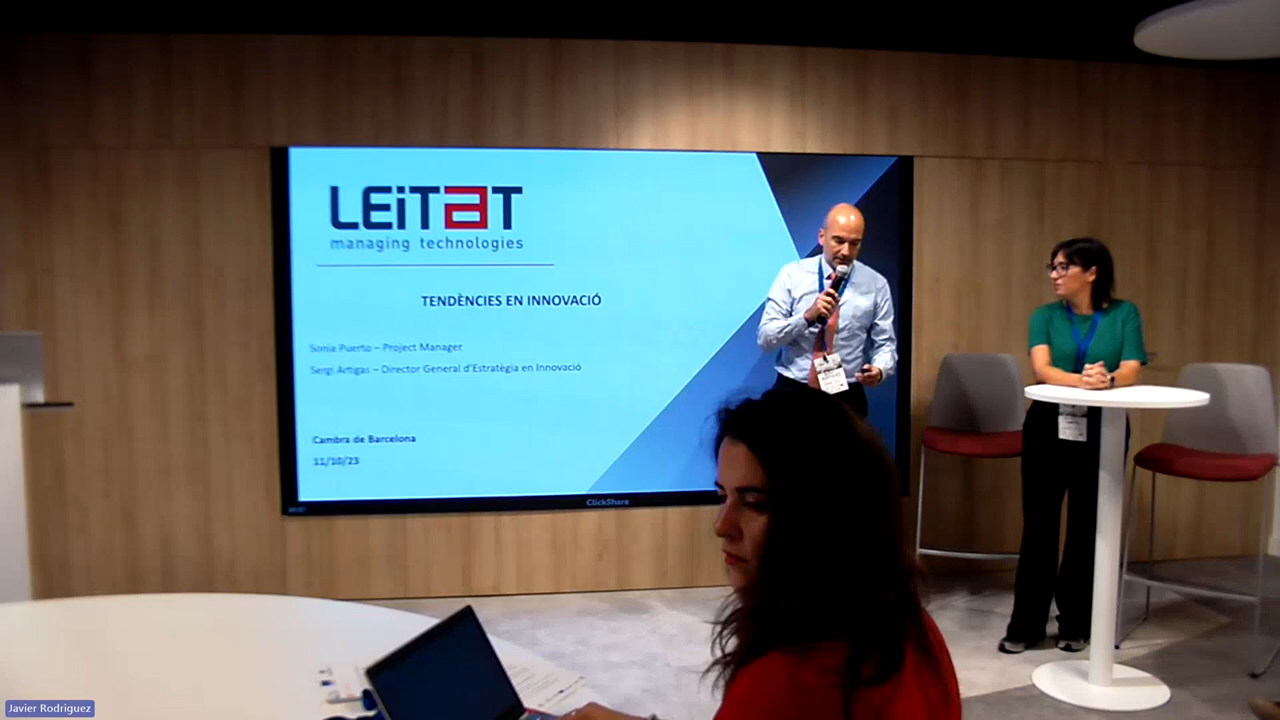 LEiTAT
managing technologies
TENDÈNCIES EN INNOVACIÓ
Sonia Puerto – Project Manager
Sergi Artigas – Director General d'Estratègia en Innovació
Cambra de Barcelona
11/10/23
ClickShare
Javier Rodriguez